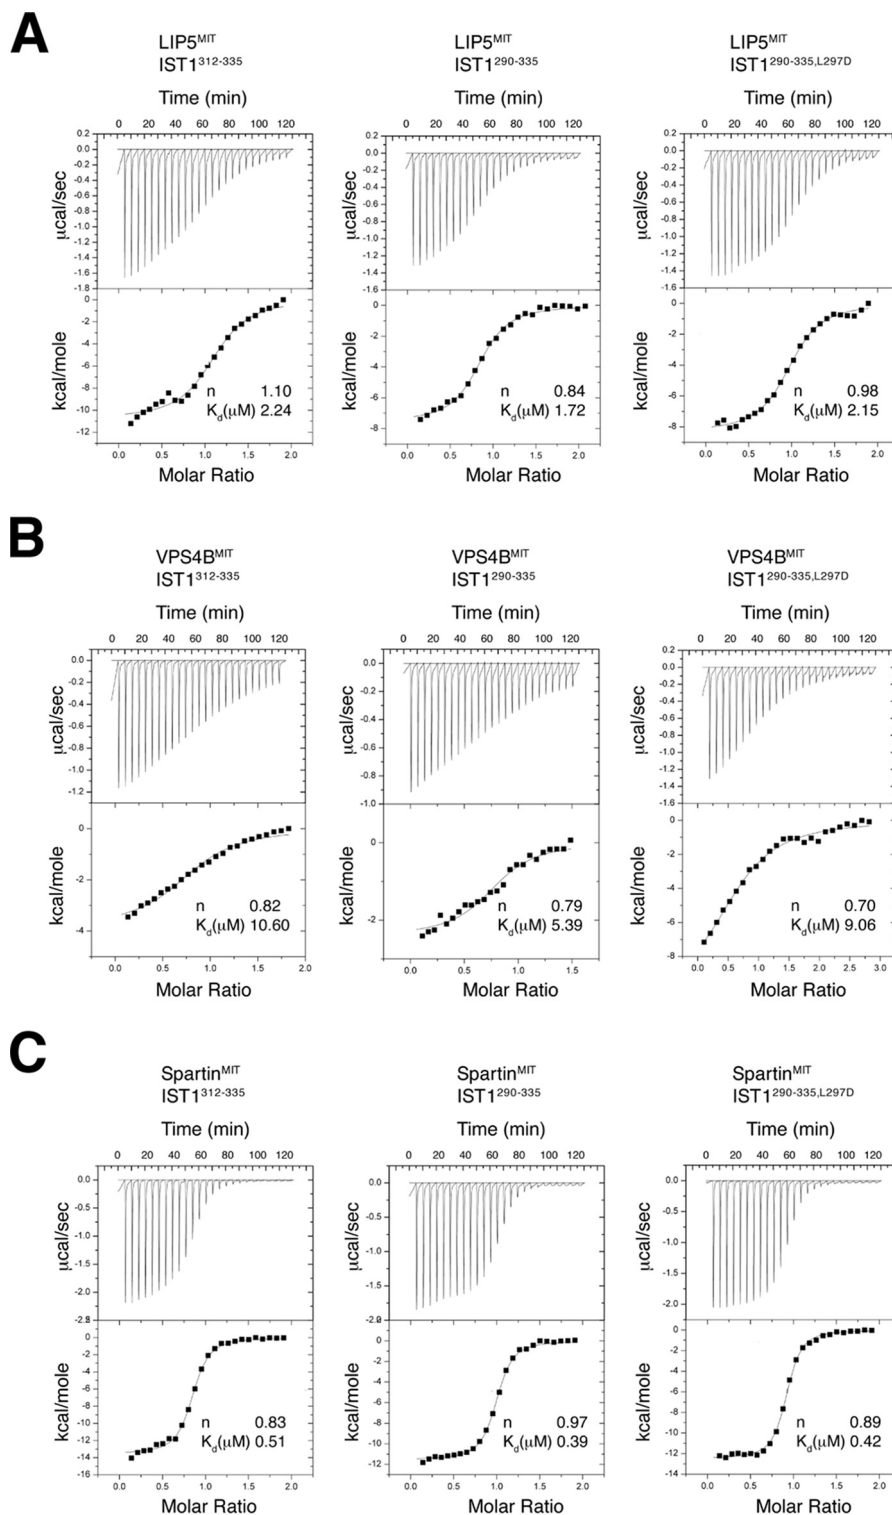 A
LIP5MIT
IST1312-335
Time (min)
0 20 40 60 80 100 120
0.2
0.0
-0.2
-0.4
-0.6
-0.8
-1.0
-1.2
-1.4
-1.6
-1.8
µcal/sec
0
-2
-4
-6
-8
-10
-12
kcal/mole
n 1.10
Kd(µM) 2.24
0.0 0.5 1.0 1.5 2.0
Molar Ratio
LIP5MIT
IST1290-335
Time (min)
0 20 40 60 80 100 120
0.2
0.0
-0.2
-0.4
-0.6
-0.8
-1.0
-1.2
-1.4
-1.6
µcal/sec
0
-2
-4
-6
-8
kcal/mole
n 0.84
Kd(µM) 1.72
0.0 0.5 1.0 1.5 2.0
Molar Ratio
LIP5MIT
IST1290-335,L297D
Time (min)
0 20 40 60 80 100 120
0.2
0.0
-0.2
-0.4
-0.6
-0.8
-1.0
-1.2
-1.4
-1.6
µcal/sec
0
-2
-4
-6
-8
kcal/mole
n 0.98
Kd(µM) 2.15
0.0 0.5 1.0 1.5 2.0
Molar Ratio
B
VPS4BMIT
IST1312-335
Time (min)
0 20 40 60 80 100 120
0.0
-0.2
-0.4
-0.6
-0.8
-1.0
-1.2
µcal/sec
0
-2
-4
kcal/mole
n 0.82
Kd(µM) 10.60
0.0 0.5 1.0 1.5 2.0
Molar Ratio
VPS4BMIT
IST1290-335
Time (min)
0 20 40 60 80 100 120
0.0
-0.2
-0.4
-0.6
-0.8
-1.0
µcal/sec
0
-2
kcal/mole
n 0.79
Kd(µM) 5.39
0.0 0.5 1.0 1.5
Molar Ratio
VPS4BMIT
IST1290-335,L297D
Time (min)
0 20 40 60 80 100 120
0.2
0.0
-0.2
-0.4
-0.6
-0.8
-1.0
-1.2
-1.4
-1.6
µcal/sec
0
-2
-4
-6
-8
kcal/mole
n 0.70
Kd(µM) 9.06
0.0 0.5 1.0 1.5 2.0 2.5 3.0
Molar Ratio
C
SpartinMIT
IST1312-335
Time (min)
0 20 40 60 80 100 120
0.0
-0.5
-1.0
-1.5
-2.0
µcal/sec
0
-2
-4
-6
-8
-10
-12
-14
-16
kcal/mole
n 0.83
Kd(µM) 0.51
0.0 0.5 1.0 1.5 2.0
Molar Ratio
SpartinMIT
IST1290-335
Time (min)
0 20 40 60 80 100 120
0.0
-0.5
-1.0
-1.5
µcal/sec
0
-2
-4
-6
-8
-10
-12
kcal/mole
n 0.97
Kd(µM) 0.39
0.0 0.5 1.0 1.5 2.0
Molar Ratio
SpartinMIT
IST1290-335,L297D
Time (min)
0 20 40 60 80 100 120
0.0
-0.5
-1.0
-1.5
-2.0
µcal/sec
0
-2
-4
-6
-8
-10
-12
-14
kcal/mole
n 0.89
Kd(µM) 0.42
0.0 0.5 1.0 1.5 2.0
Molar Ratio